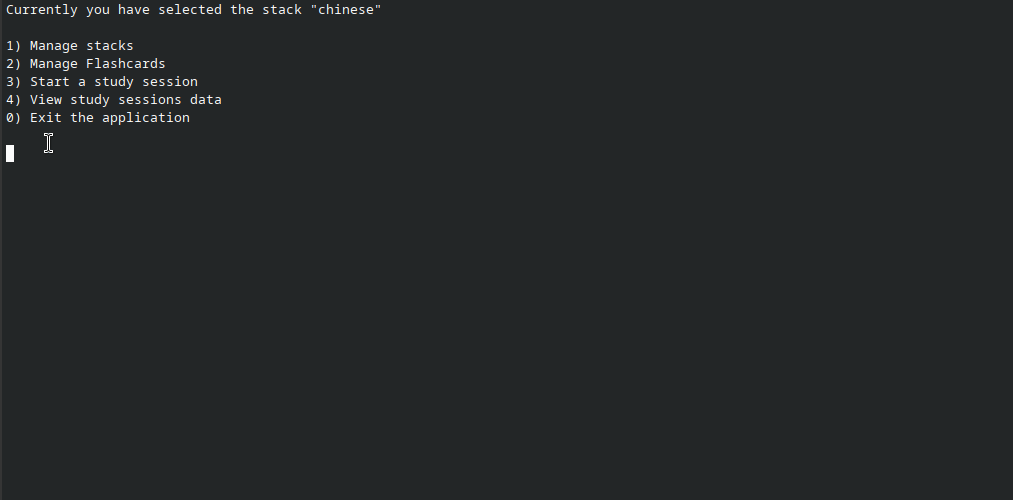 Currently you have selected the stack "chinese"
1) Manage stacks
2) Manage Flashcards
3) Start a study session
4) View study sessions data
0) Exit the application